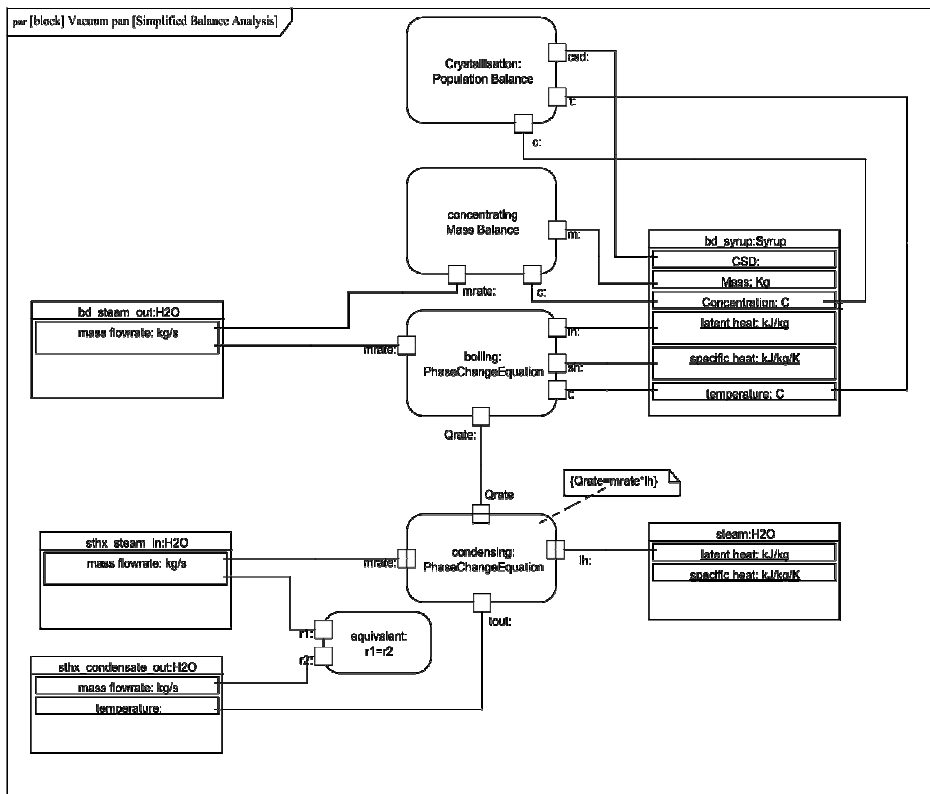 par [block] Vacuum pan [Simplified Balance Analysis]
Crystallisation:
Population Balance
csd:
t:
c:
concentrating
Mass Balance
m:
mrate:
c:
bd_syrup:Syrup
CSD:
Mass: Kg
Concentration: C
latent heat: kJ/kg
specific heat: kJ/kg/K
temperature: C
bd_steam_out:H2O
mass flowrate: kg/s
mrate:
boiling:
PhaseChangeEquation
lh:
sh:
t:
Qrate:
Qrate
{Qrate=mrate*lh}
sthx_steam_in:H2O
mass flowrate: kg/s
mrate:
condensing:
PhaseChangeEquation
lh:
tout:
steam:H2O
latent heat: kJ/kg
specific heat: kJ/kg/K
r1:
r2:
equivalent:
r1=r2
sthx_condensate_out:H2O
mass flowrate: kg/s
temperature: